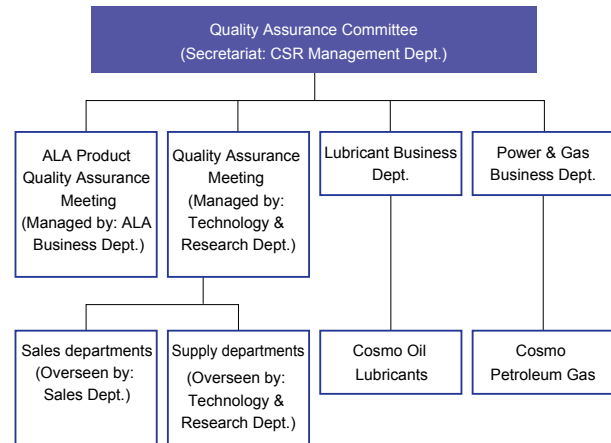 Quality Assurance Committee
(Secretariat: CSR Management Dept.)
ALA Product
Quality Assurance
Meeting
(Managed by: ALA
Business Dept.)
Quality Assurance
Meeting
(Managed by:
Technology &
Research Dept.)
Lubricant Business
Dept.
Power & Gas
Business Dept.
Sales departments
(Overseen by:
Sales Dept.)
Supply departments
(Overseen by:
Technology &
Research Dept.)
Cosmo Oil
Lubricants
Cosmo
Petroleum Gas